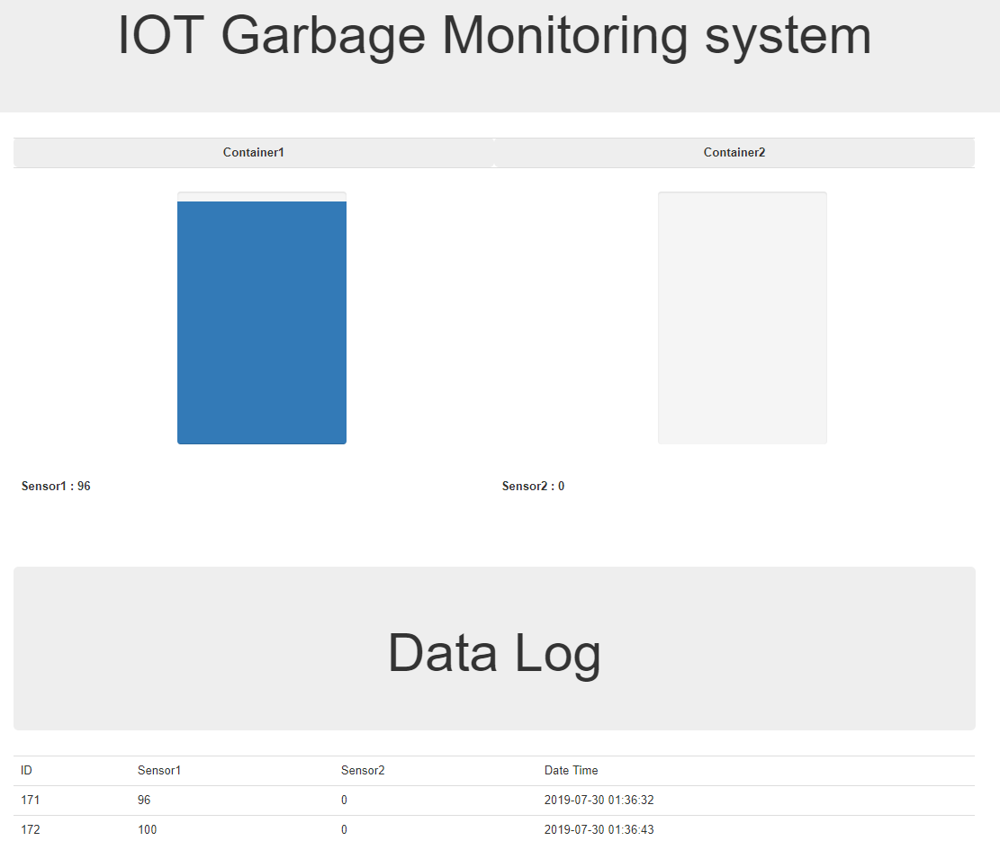 IOT Garbage Monitoring system
Container1 Container2
Sensor1 : 96 Sensor2 : 0
Data Log
ID Sensor1 Sensor2 Date Time
171 96 0 2019-07-30 01:36:32
172 100 0 2019-07-30 01:36:43